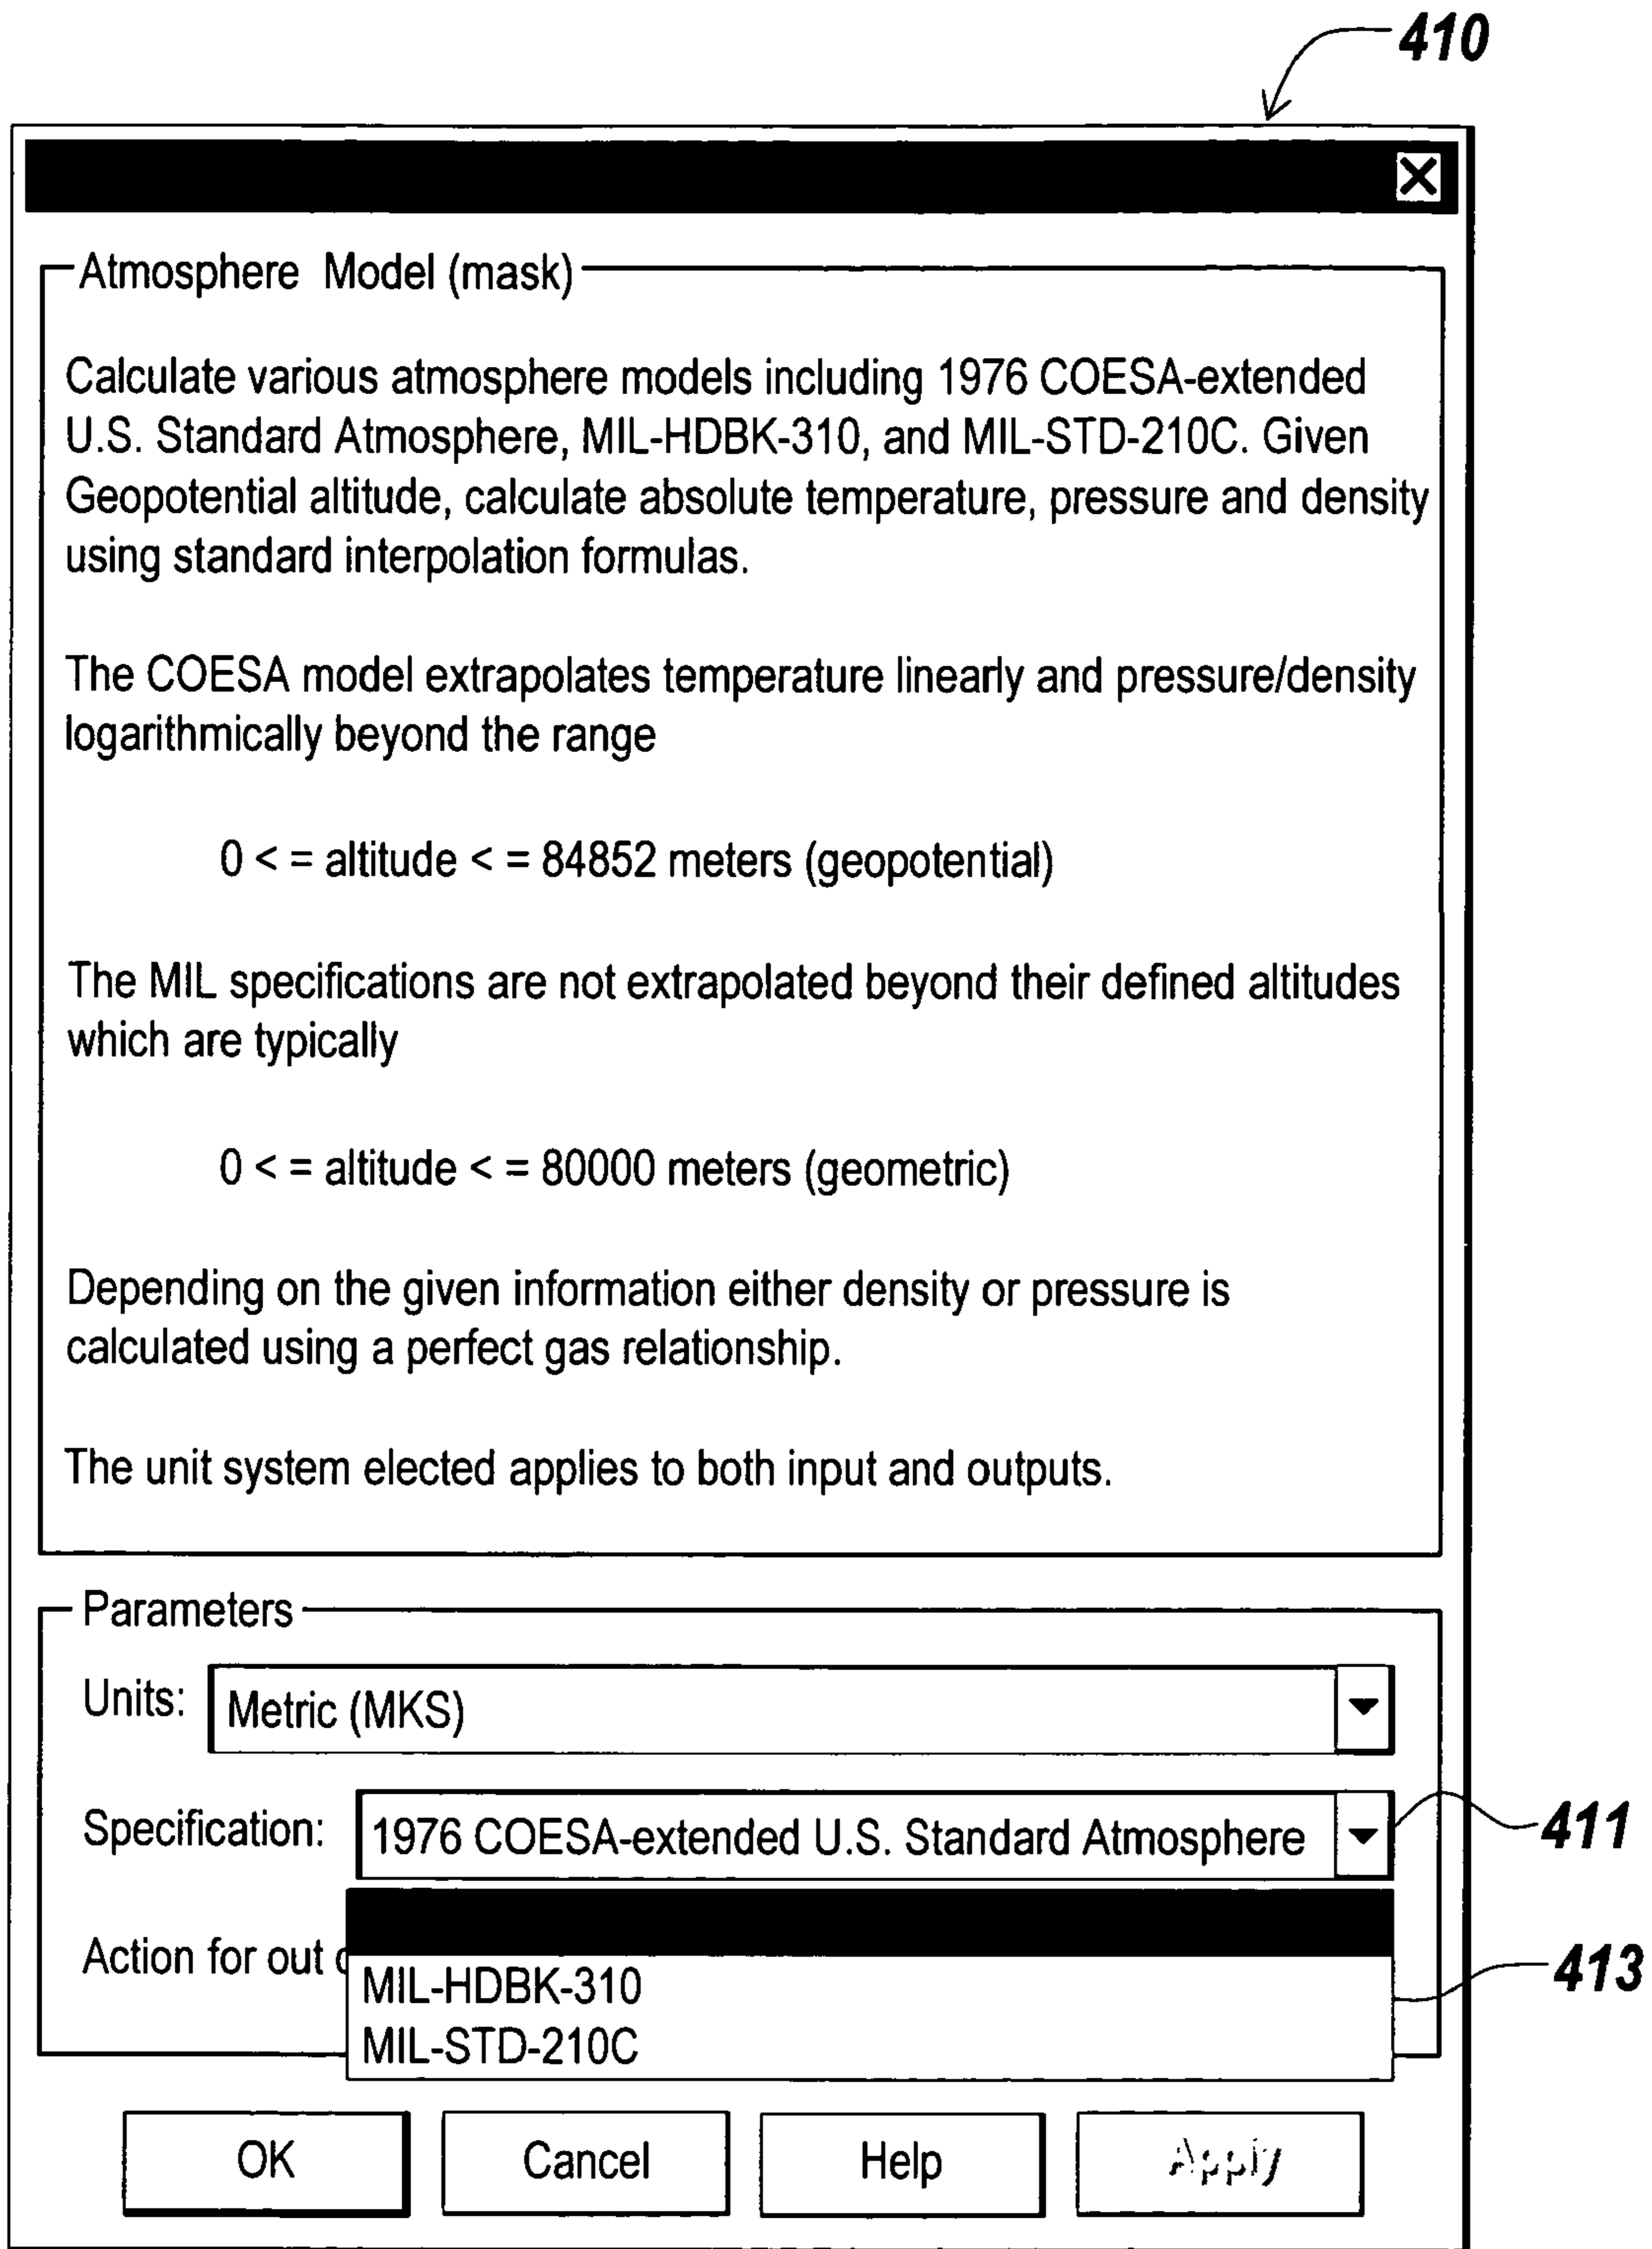 410
Atmosphere Model (mask)
Calculate various atmosphere models including 1976 COESA-extended
U.S. Standard Atmosphere, MIL-HDBK-310, and MIL-STD-210C. Given
Geopotential altitude, calculate absolute temperature, pressure and density
using standard interpolation formulas.
The COESA model extrapolates temperature linearly and pressure/density
logarithmically beyond the range
0 < = altitude < = 84852 meters (geopotential)
The MIL specifications are not extrapolated beyond their defined altitudes
which are typically
0 < = altitude < = 80000 meters (geometric)
Depending on the given information either density or pressure is
calculated using a perfect gas relationship.
The unit system elected applies to both input and outputs.
Parameters
Units: Metric (MKS)
Specification: 1976 COESA-extended U.S. Standard Atmosphere
411
Action for out
413
MIL-HDBK-310
MIL-STD-210C
OK Cancel Help Apply